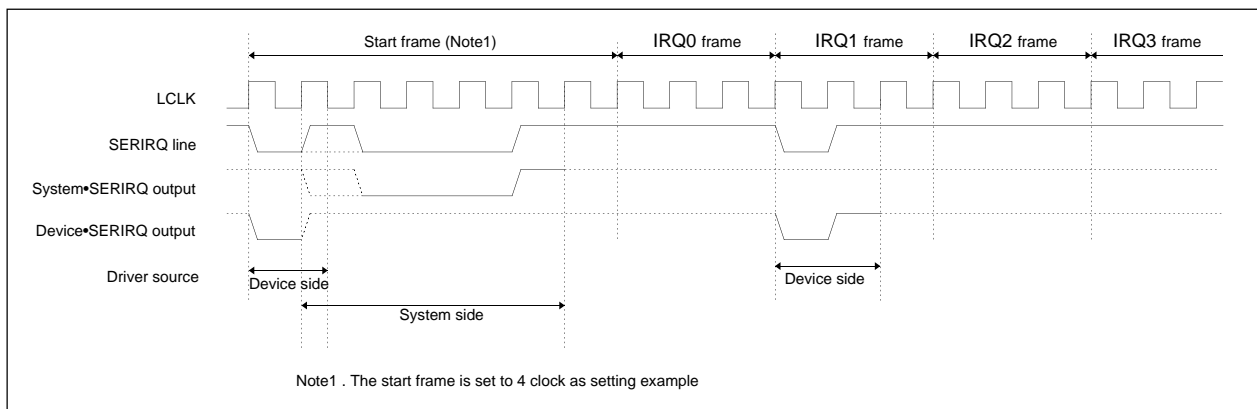 Start frame (Note1)
IRQ0 frame
IRQ1 frame
IRQ2 frame
IRQ3 frame
LCLK
SERIRQ line
System•SERIRQ output
Device•SERIRQ output
Driver source
Device side
Device side
System side
Note1 . The start frame is set to 4 clock as setting example